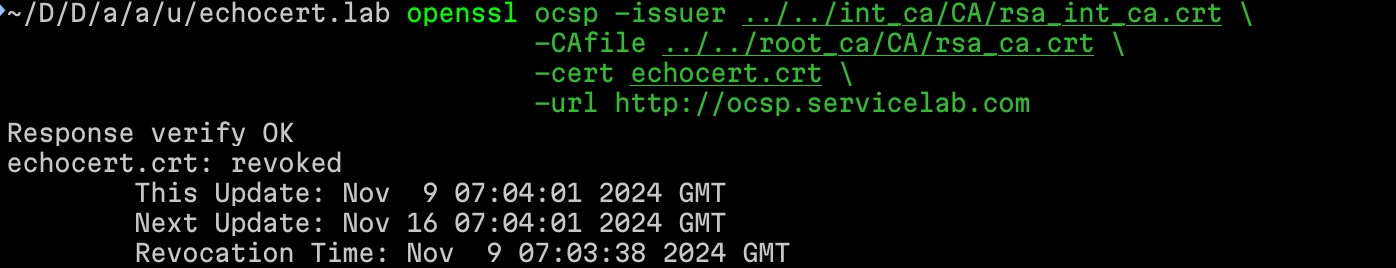 ~/D/D/a/a/u/echocert.lab openssl ocsp -issuer ../../int_ca/CA/rsa_int_ca.crt \
-CAfile ../../root_ca/CA/rsa_ca.crt \
-cert echocert.crt \
-url http://ocsp.servicelab.com
Response verify OK
echocert.crt: revoked
This Update: Nov  9 07:04:01 2024 GMT
Next Update: Nov 16 07:04:01 2024 GMT
Revocation Time: Nov  9 07:03:38 2024 GMT